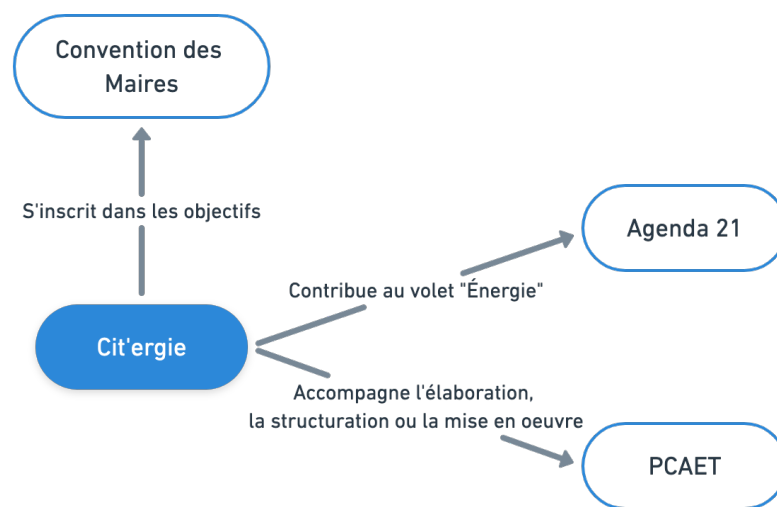 Convention des
Maires
S'inscrit dans les objectifs
Agenda 21
Contribue au volet "Énergie"
Cit'ergie
Accompagne l'élaboration,
la structuration ou la mise en oeuvre
PCAET